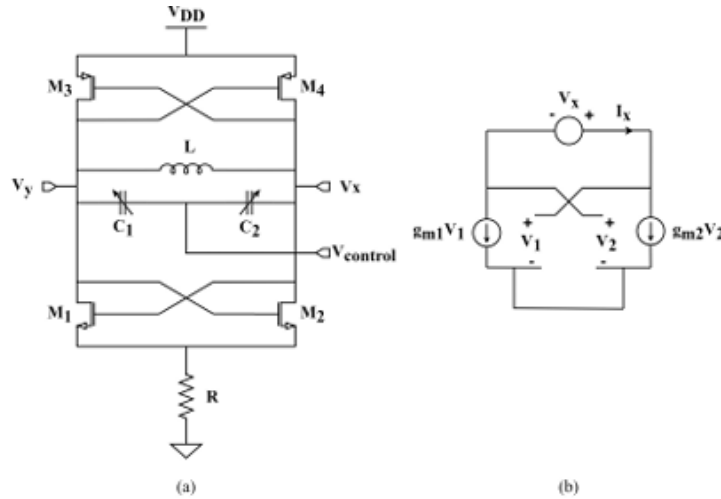 VDD
M3
M4
L
Vy
Vx
C1
C2
Vcontrol
M1
M2
R
(a)
Vx
- +
Ix
+ +
gm1V1
V1
V2
gm2V2
- -
(b)